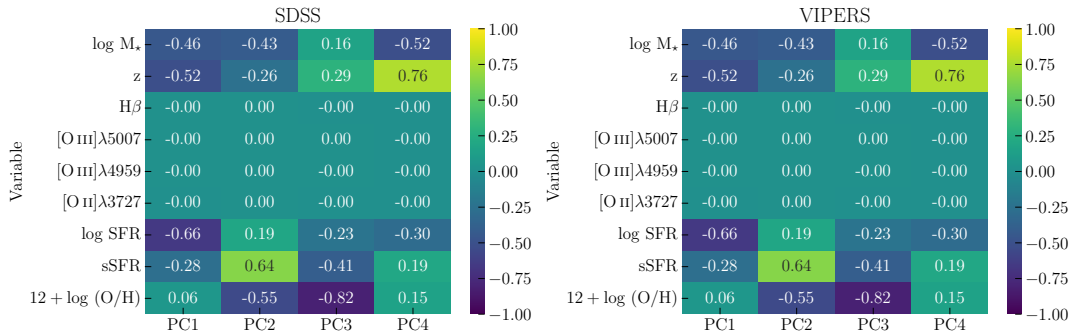 SDSS
Variable
log M⋆ -0.46 -0.43 0.16 -0.52
z -0.52 -0.26 0.29 0.76
Hβ -0.00 0.00 -0.00 0.00
[O III]λ5007 -0.00 0.00 0.00 0.00
[O III]λ4959 -0.00 0.00 -0.00 0.00
[O II]λ3727 -0.00 0.00 -0.00 -0.00
log SFR -0.66 0.19 -0.23 -0.30
sSFR -0.28 0.64 -0.41 0.19
12 + log (O/H) 0.06 -0.55 -0.82 0.15
PC1 PC2 PC3 PC4
1.00
0.75
0.50
0.25
0.00
−0.25
−0.50
−0.75
−1.00
VIPERS
Variable
log M⋆ -0.46 -0.43 0.16 -0.52
z -0.52 -0.26 0.29 0.76
Hβ -0.00 0.00 -0.00 0.00
[O III]λ5007 -0.00 0.00 0.00 0.00
[O III]λ4959 -0.00 0.00 -0.00 0.00
[O II]λ3727 -0.00 0.00 -0.00 -0.00
log SFR -0.66 0.19 -0.23 -0.30
sSFR -0.28 0.64 -0.41 0.19
12 + log (O/H) 0.06 -0.55 -0.82 0.15
PC1 PC2 PC3 PC4
1.00
0.75
0.50
0.25
0.00
−0.25
−0.50
−0.75
−1.00